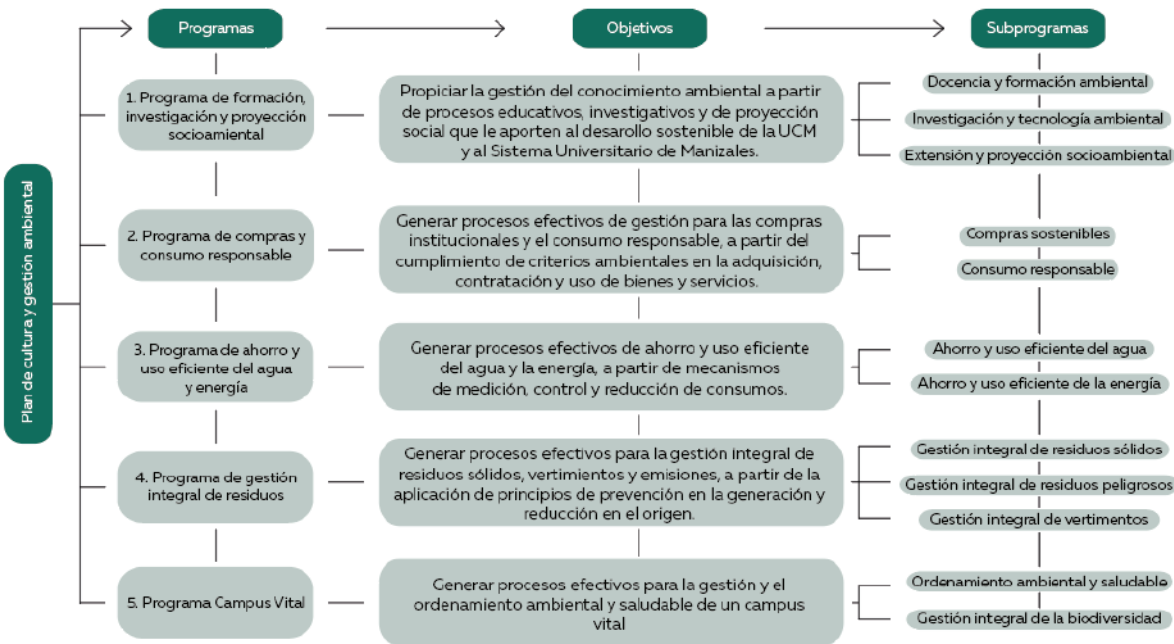 Plan de cultura y gestión ambiental
Programas
Objetivos
Subprogramas
1. Programa de formación,
investigación y proyección
socioamiental
Propiciar la gestión del conocimiento ambiental a partir
de procesos educativos, investigativos y de proyección
social que le aporten al desarollo sostenible de la UCM
y al Sistema Universitario de Manizales.
Docencia y formación ambiental
Investigación y tecnología ambiental
Extensión y proyección socioambiental
2. Programa de compras y
consumo responsable
Generar procesos efectivos de gestión para las compras
institucionales y el consumo responsable, a partir del
cumplimiento de criterios ambientales en la adquisición,
contratación y uso de bienes y servicios.
Compras sostenibles
Consumo responsable
3. Programa de ahorro y
uso eficiente del agua
y energía
Generar procesos efectivos de ahorro y uso eficiente
del agua y la energía, a partir de mecanismos
de medición, control y reducción de consumos.
Ahorro y uso eficiente del agua
Ahorro y uso eficiente de la energía
4. Programa de gestión
integral de residuos
Generar procesos efectivos para la gestión integral de
residuos sólidos, vertimientos y emisiones, a partir de la
aplicación de principios de prevención en la generación y
reducción en el origen.
Gestión integral de residuos sólidos
Gestión integral de residuos peligrosos
Gestión integral de vertimentos
5. Programa Campus Vital
Generar procesos efectivos para la gestión y el
ordenamiento ambiental y saludable de un campus
vital
Ordenamiento ambiental y saludable
Gestión integral de la biodiversidad